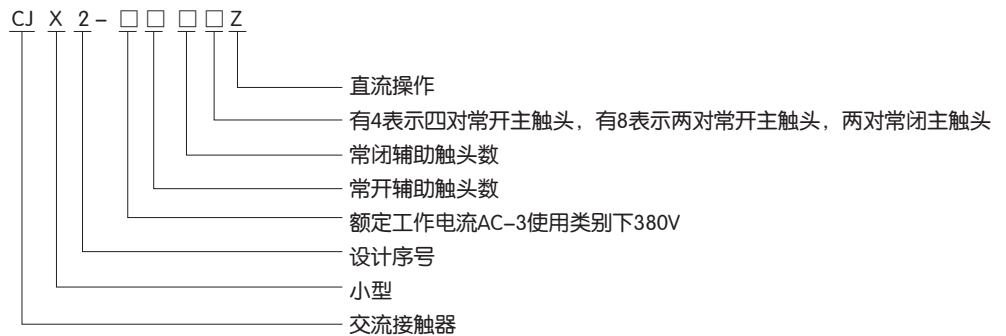 CJ X 2- □□ □□Z
直流操作
有4表示四对常开主触头，有8表示两对常开主触头，两对常闭主触头
常闭辅助触头数
常开辅助触头数
额定工作电流AC-3使用类别下380V
设计序号
小型
交流接触器